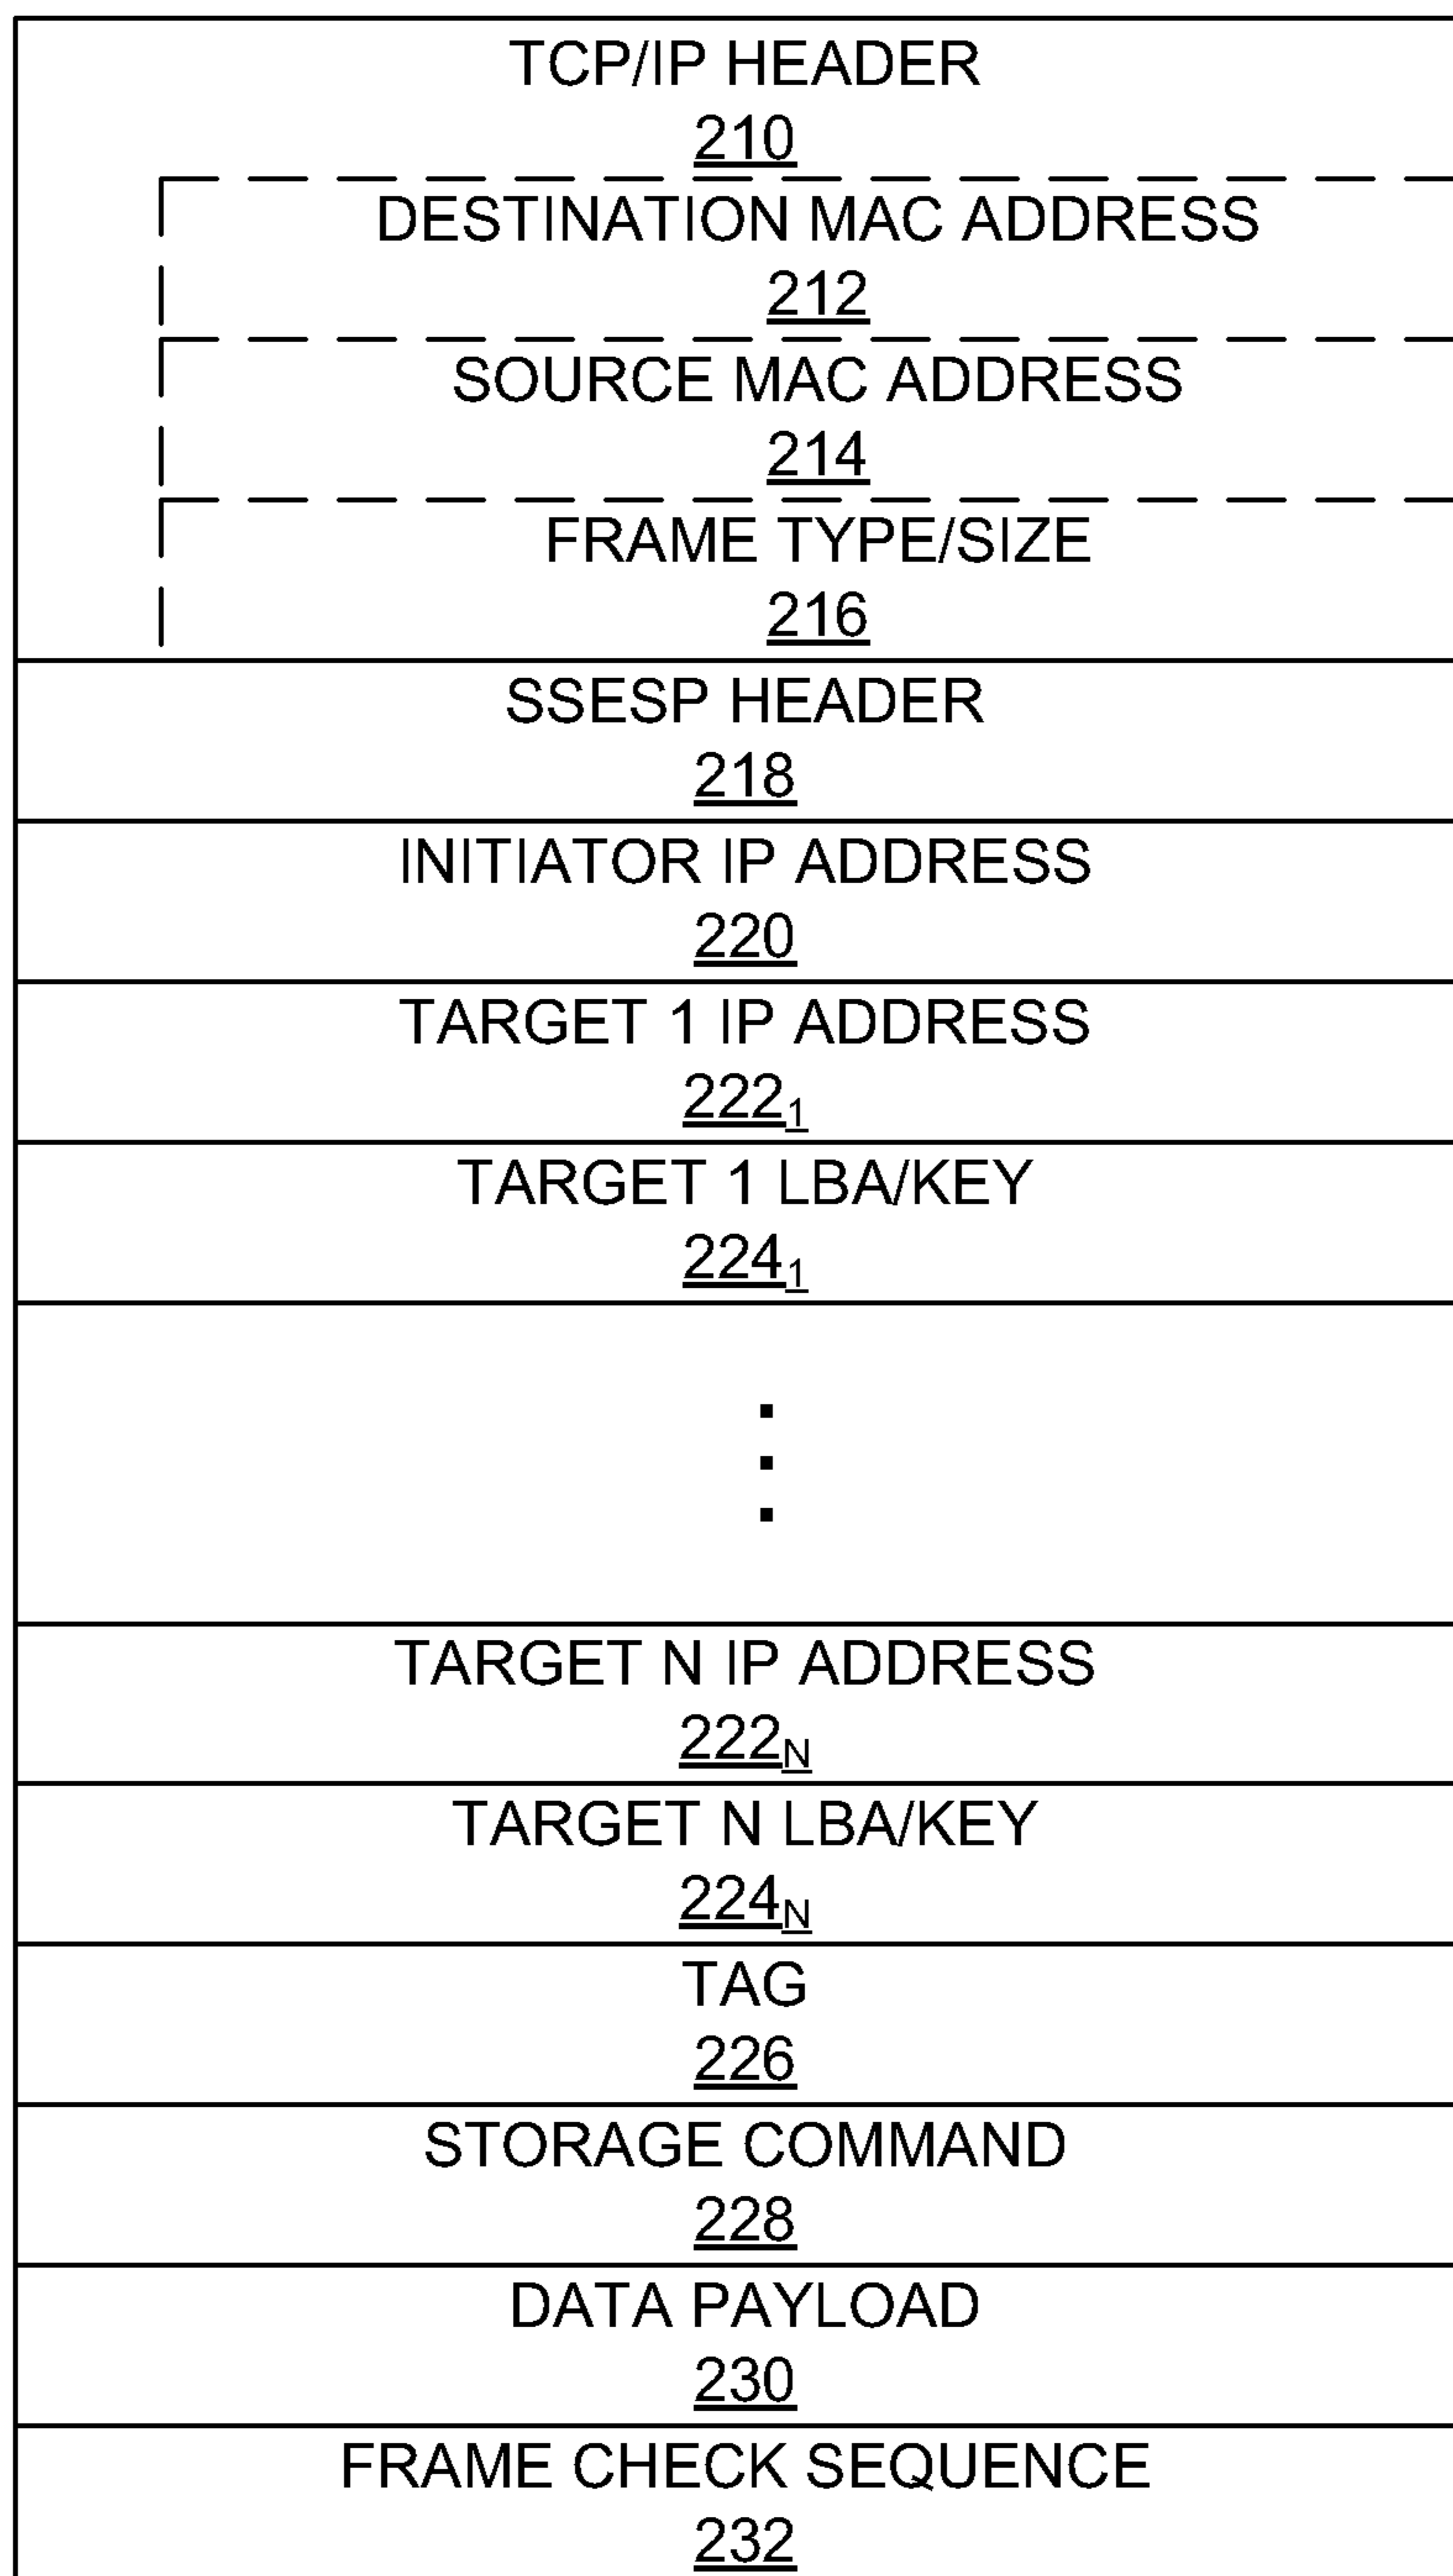 TCP/IP HEADER
210
DESTINATION MAC ADDRESS
212
SOURCE MAC ADDRESS
214
FRAME TYPE/SIZE
216
SSESP HEADER
218
INITIATOR IP ADDRESS
220
TARGET 1 IP ADDRESS
222₁
TARGET 1 LBA/KEY
224₁
TARGET N IP ADDRESS
222_N
TARGET N LBA/KEY
224_N
TAG
226
STORAGE COMMAND
228
DATA PAYLOAD
230
FRAME CHECK SEQUENCE
232